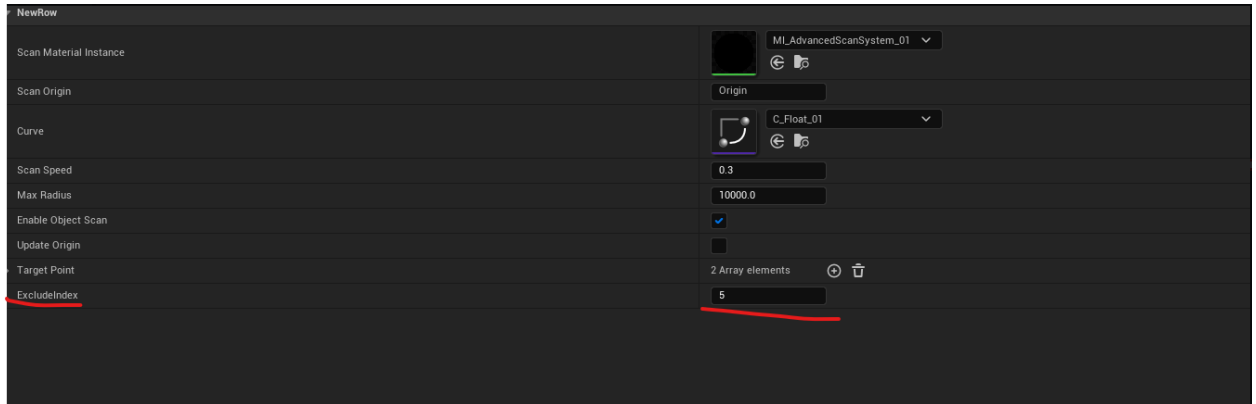 NewRow
Scan Material Instance
MI_AdvancedScanSystem_01
Scan Origin
Origin
Curve
C_Float_01
Scan Speed
0.3
Max Radius
10000.0
Enable Object Scan
Update Origin
Target Point
2 Array elements
ExcludeIndex
5